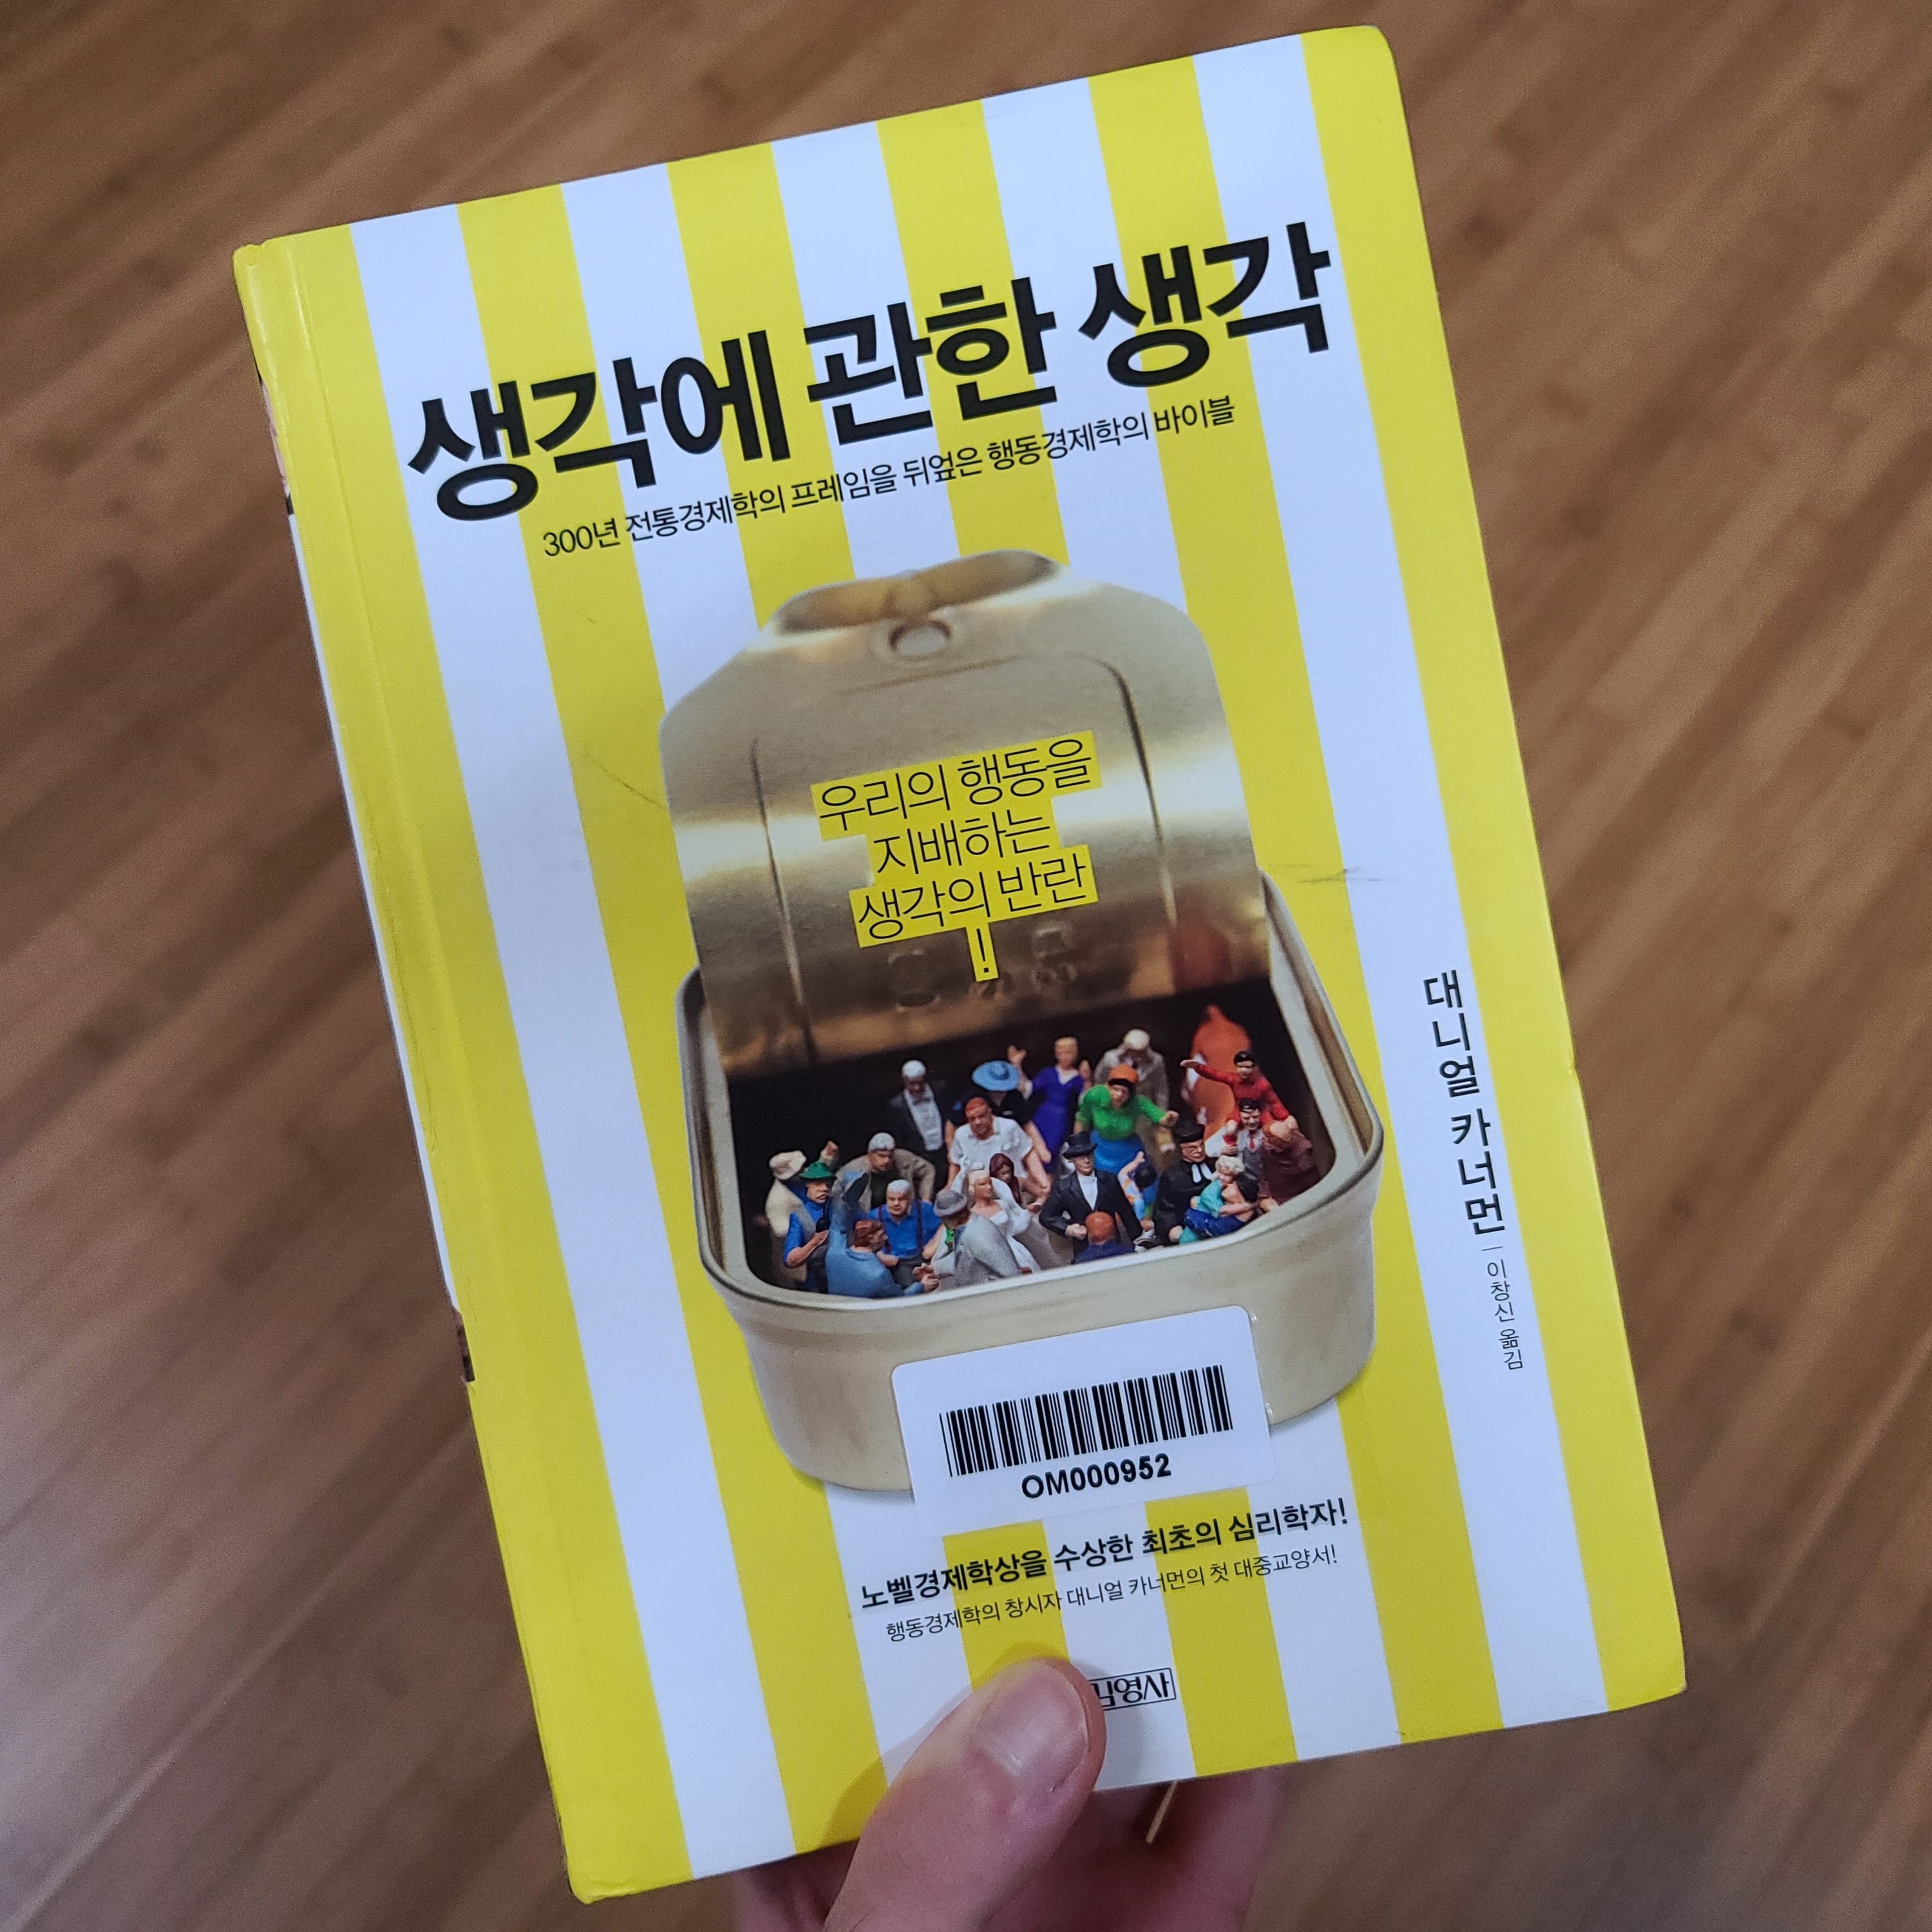 생각에 관한 생각
300년 전통경제학의 프레임을 뒤엎은 행동경제학의 바이블
우리의 행동을
지배하는
생각의 반란
!
대니얼 카너먼 | 이창신 옮김
OM000952
노벨경제학상을 수상한 최초의 심리학자!
행동경제학의 창시자 대니얼 카너먼의 첫 대중교양서!
김영사